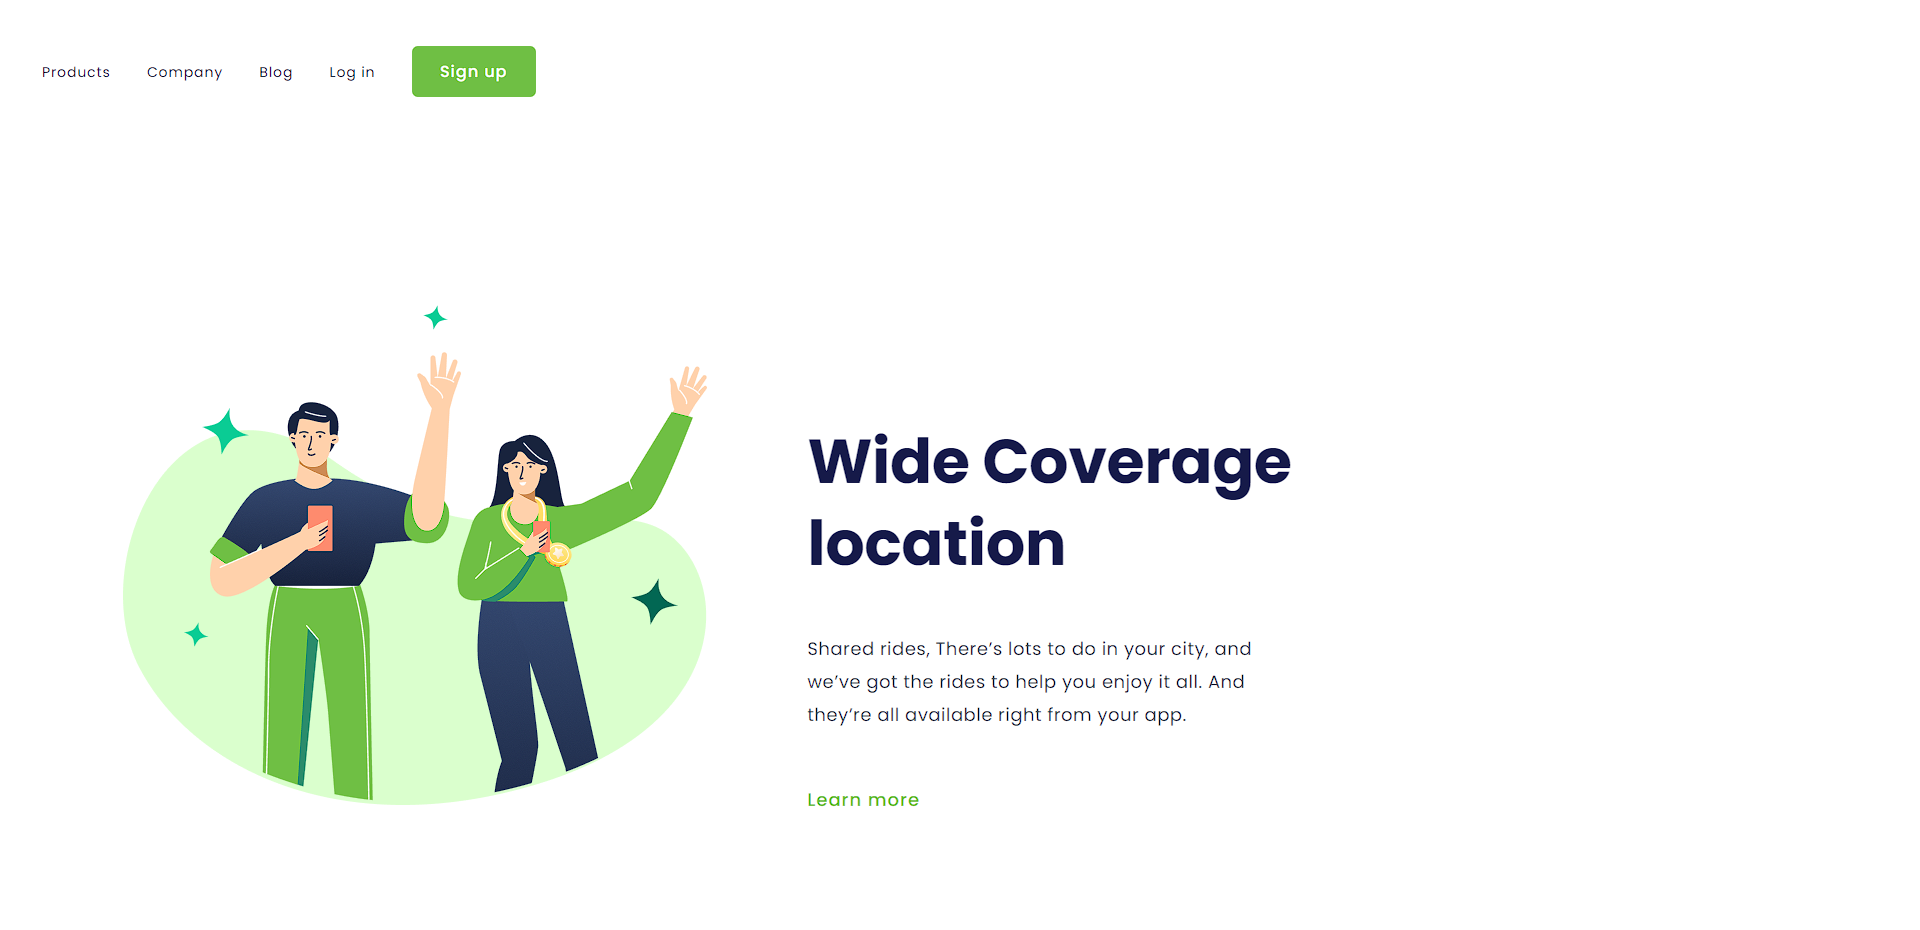 Products Company Blog Log in Sign up
Wide Coverage
location
Shared rides, There’s lots to do in your city, and
we’ve got the rides to help you enjoy it all. And
they’re all available right from your app.
Learn more